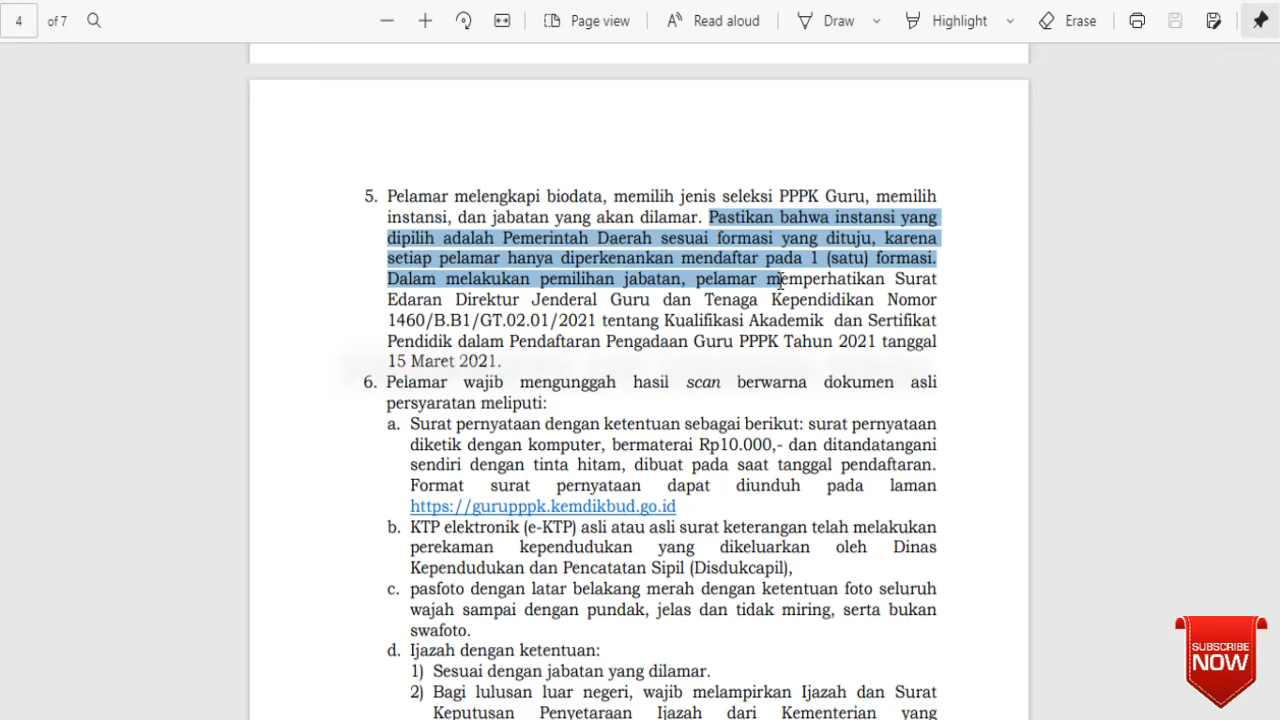 4 of 7 Page view Read aloud Draw Highlight Erase
5. Pelamar melengkapi biodata, memilih jenis seleksi PPPK Guru, memilih
instansi, dan jabatan yang akan dilamar. Pastikan bahwa instansi yang
dipilih adalah Pemerintah Daerah sesuai formasi yang dituju, karena
setiap pelamar hanya diperkenankan mendaftar pada 1 (satu) formasi.
Dalam melakukan pemilihan jabatan, pelamar memperhatikan Surat
Edaran Direktur Jenderal Guru dan Tenaga Kependidikan Nomor
1460/B.B1/GT.02.01/2021 tentang Kualifikasi Akademik dan Sertifikat
Pendidik dalam Pendaftaran Pengadaan Guru PPPK Tahun 2021 tanggal
15 Maret 2021.
6. Pelamar wajib mengunggah hasil scan berwarna dokumen asli
persyaratan meliputi:
a. Surat pernyataan dengan ketentuan sebagai berikut: surat pernyataan
diketik dengan komputer, bermaterai Rp10.000,- dan ditandatangani
sendiri dengan tinta hitam, dibuat pada saat tanggal pendaftaran.
Format surat pernyataan dapat diunduh pada laman
https://gurupppk.kemdikbud.go.id
b. KTP elektronik (e-KTP) asli atau asli surat keterangan telah melakukan
perekaman kependudukan yang dikeluarkan oleh Dinas
Kependudukan dan Pencatatan Sipil (Disdukcapil),
c. pasfoto dengan latar belakang merah dengan ketentuan foto seluruh
wajah sampai dengan pundak, jelas dan tidak miring, serta bukan
swafoto.
d. Ijazah dengan ketentuan:
1) Sesuai dengan jabatan yang dilamar.
2) Bagi lulusan luar negeri, wajib melampirkan Ijazah dan Surat
Keputusan Penyetaraan Ijazah dari Kementerian yang
SUBSCRIBE
NOW